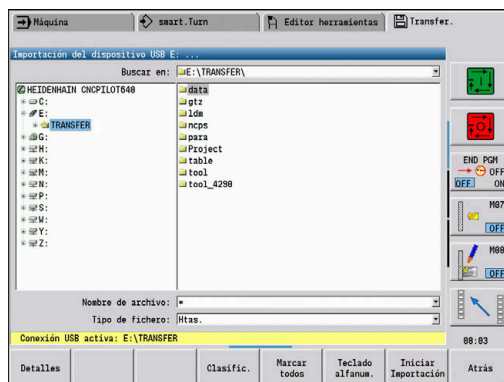 Máquina
smart.Turn
Editor herramientas
Transfer.
Importación del dispositivo USB E: ...
Buscar en: E:\TRANSFER\
HEIDENHAIN CNCPILOT640
C:
E:
TRANSFER
G:
H:
K:
M:
N:
P:
S:
W:
Y:
Z:
data
gtz
ldm
ncps
para
Project
table
tool
tool_4290
END PGM
OFF
OFF ON
M07
OFF
M08
OFF
Nombre de archivo: *
Tipo de fichero: Htas.
Conexión USB activa: E:\TRANSFER
08:03
Detalles
Clasific.
Marcar todos
Teclado alfanum.
Iniciar Importación
Atrás